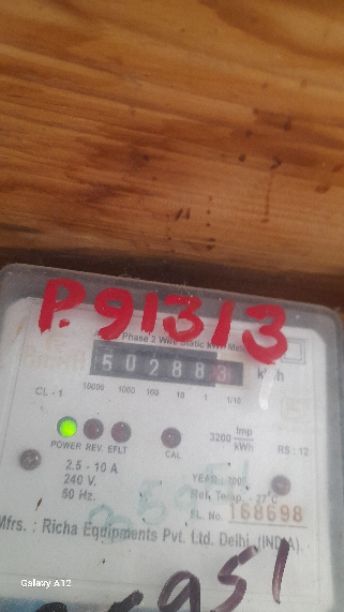 P.91313
Phase 2 Wire Static kWh Meter
502883 kWh
10000 1000 100 10 1 1/10
CL - 1
POWER REV. EFLT CAL
3200 imp/kWh
RS : 12
2.5 - 10 A
240 V.
50 Hz.
Ref. Temp. - 27°C
SL. No. 168698
Mfrs. : Richa Equipments Pvt. Ltd. Delhi. (INDIA)
951
Galaxy A12